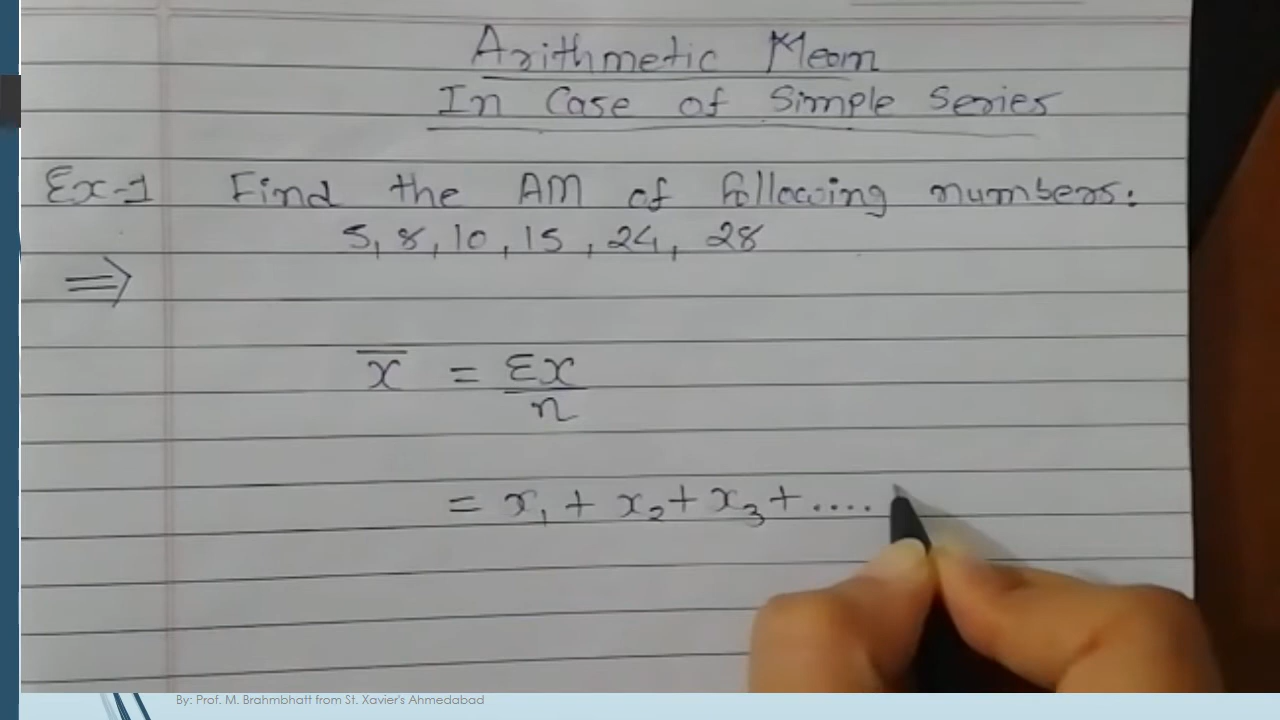 Arithmetic Mean
In Case of Simple Series
Ex-1 Find the AM of following numbers:
5, 8, 10, 15, 24, 28
⇒
x̄ = Σx
n
= x₁ + x₂ + x₃ + ....
By: Prof. M. Brahmbhatt from St. Xavier's Ahmedabad